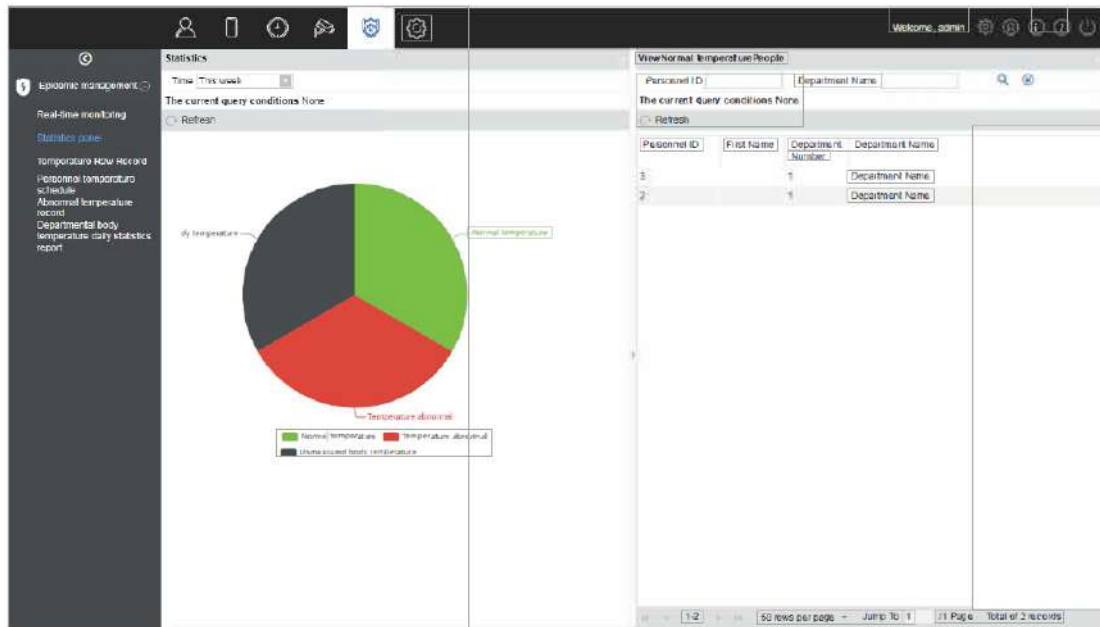 Welcome, admin
Epidemic management
Real-time monitoring
Statistics panel
Temperature Raw Record
Personnel temperature
schedule
Abnormal temperature
record
Departmental body
temperature daily statistics
report
Statistics
Time This week
The current query conditions None
Refresh
dy temperature
Normal temperature
Temperature abnormal
Normal temperature Temperature abnormal
Unmeasured body temperature
ViewNormal temperaturePeople
Personnel ID Department Name
The current query conditions None
Refresh
Personnel ID First Name Department Department Name
Number
3 1 Department Name
2 1 Department Name
1-2 50 rows per page Jump To 1 /1 Page Total of 2 records